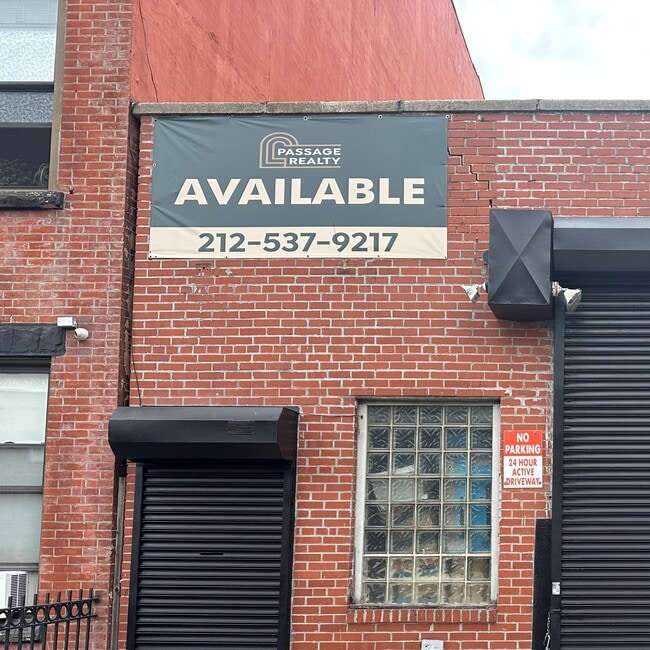 PASSAGE
REALTY
AVAILABLE
212-537-9217
NO
PARKING
24 HOUR
ACTIVE
DRIVEWAY